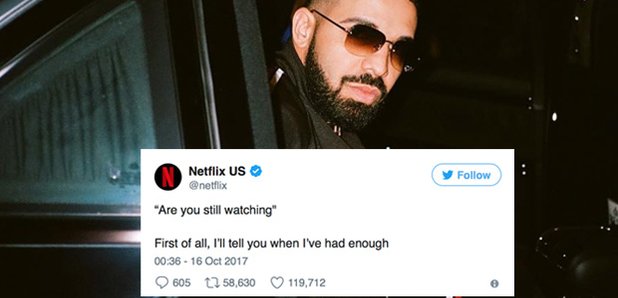 Netflix US
@netflix
Follow
"Are you still watching"
First of all, I'll tell you when I've had enough
00:36 - 16 Oct 2017
605 58,630 119,712